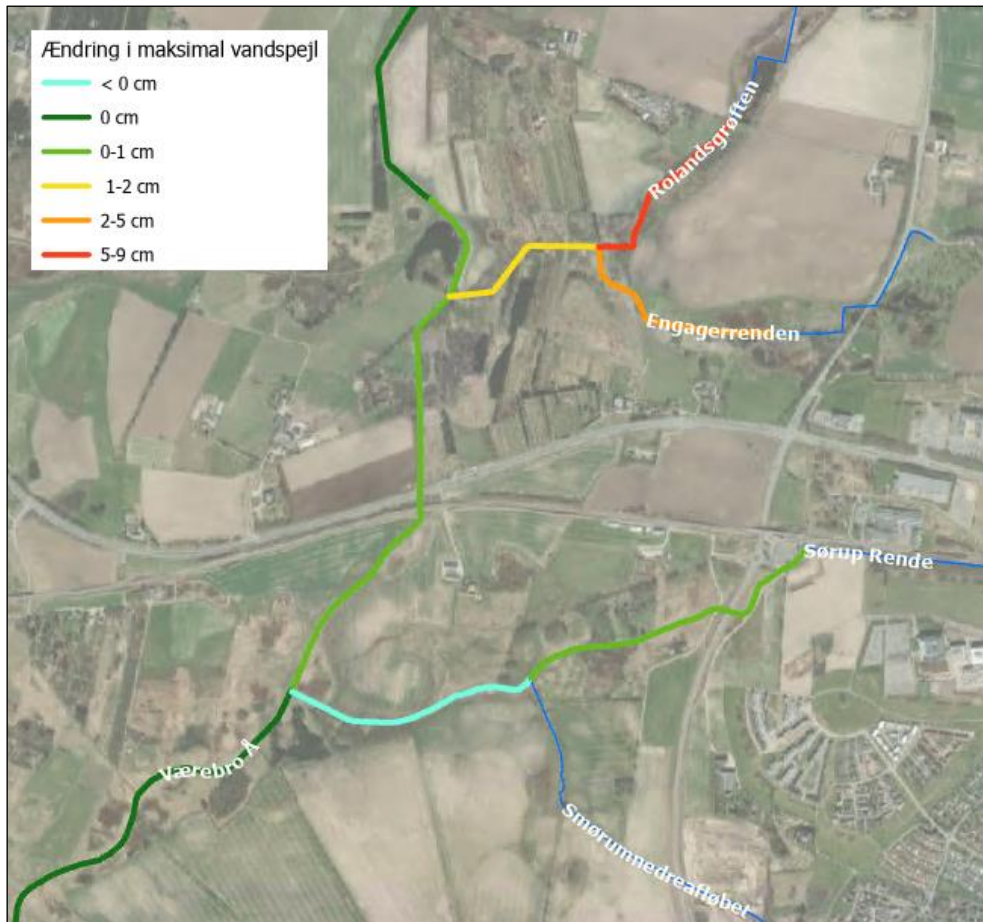 Ændring i maksimal vandspejl
< 0 cm
0 cm
0-1 cm
1-2 cm
2-5 cm
5-9 cm
Rolandsgrøften
Engagerrenden
Sørup Rende
Værebro Å
Smørumnedreafløbet